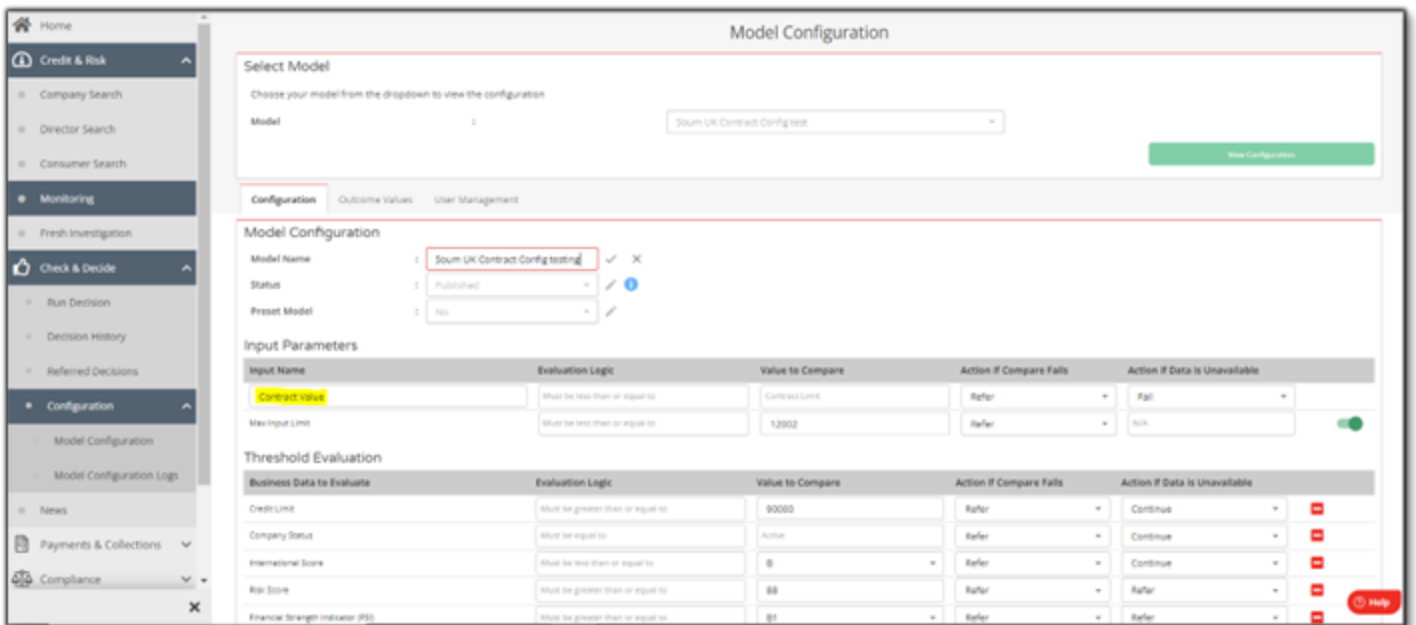 Home
Credit & Risk
Company Search
Director Search
Consumer Search
Monitoring
Fresh Investigation
Check & Decide
Run Decision
Decision History
Referred Decisions
Configuration
Model Configuration
Model Configuration Logs
News
Payments & Collections
Compliance
Model Configuration
Select Model
Choose your model from the dropdown to view the configuration
Model : Soum UK Contract Config test
View Configuration
Configuration Outcome Values User Management
Model Configuration
Model Name : Soum UK Contract Config testing
Status : Published
Preset Model : No
Input Parameters
Input Name Evaluation Logic Value to Compare Action if Compare Fails Action if Data is Unavailable
Contract Value Must be less than or equal to Contract Limit Refer Fail
Max Input Limit Must be less than or equal to 12002 Refer N/A
Threshold Evaluation
Business Data to Evaluate Evaluation Logic Value to Compare Action if Compare Fails Action if Data is Unavailable
Credit Limit Must be greater than or equal to 90000 Refer Continue
Company Status Must be equal to Active Refer Continue
International Score Must be less than or equal to B Refer Continue
Risk Score Must be greater than or equal to 88 Refer Refer
Financial Strength Indicator (FSI) Must be greater than or equal to B1 Refer Refer
Help